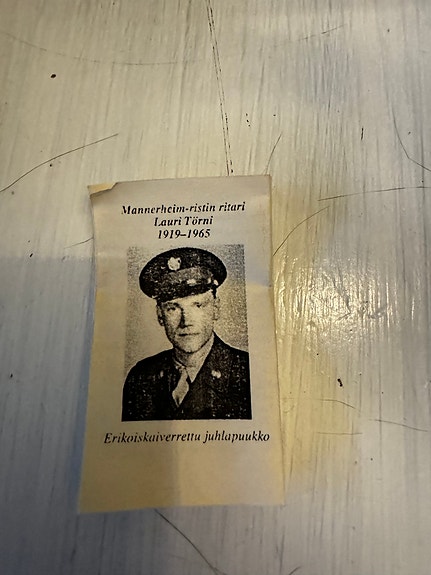 Mannerheim-ristin ritari
Lauri Törni
1919–1965
Erikoiskaiverrettu juhlapuukko